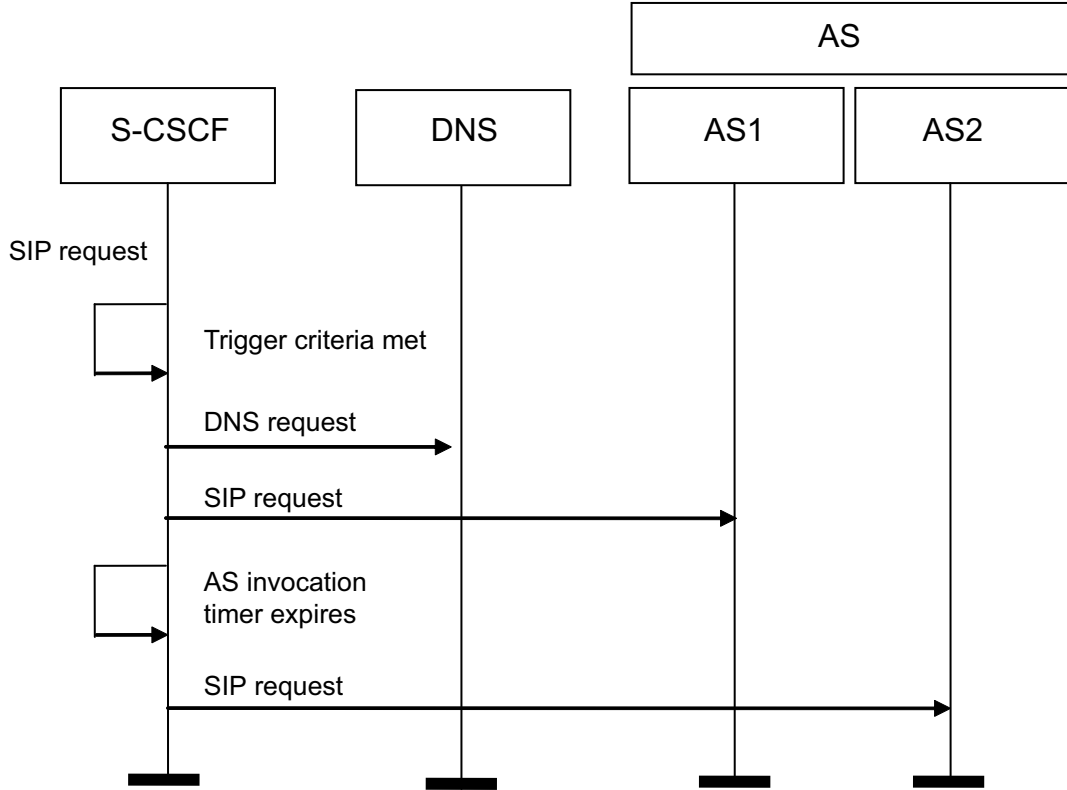 AS
S-CSCF
DNS
AS1
AS2
SIP request
Trigger criteria met
DNS request
SIP request
AS invocation
timer expires
SIP request